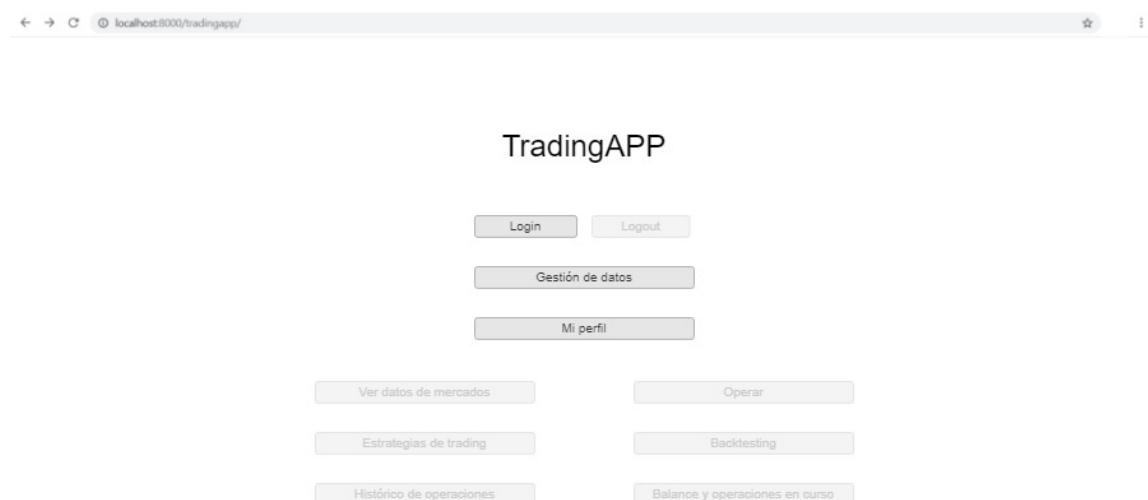 localhost:8000/tradingapp/
TradingAPP
Login Logout
Gestión de datos
Mi perfil
Ver datos de mercados Operar
Estrategias de trading Backtesting
Histórico de operaciones Balance y operaciones en curso